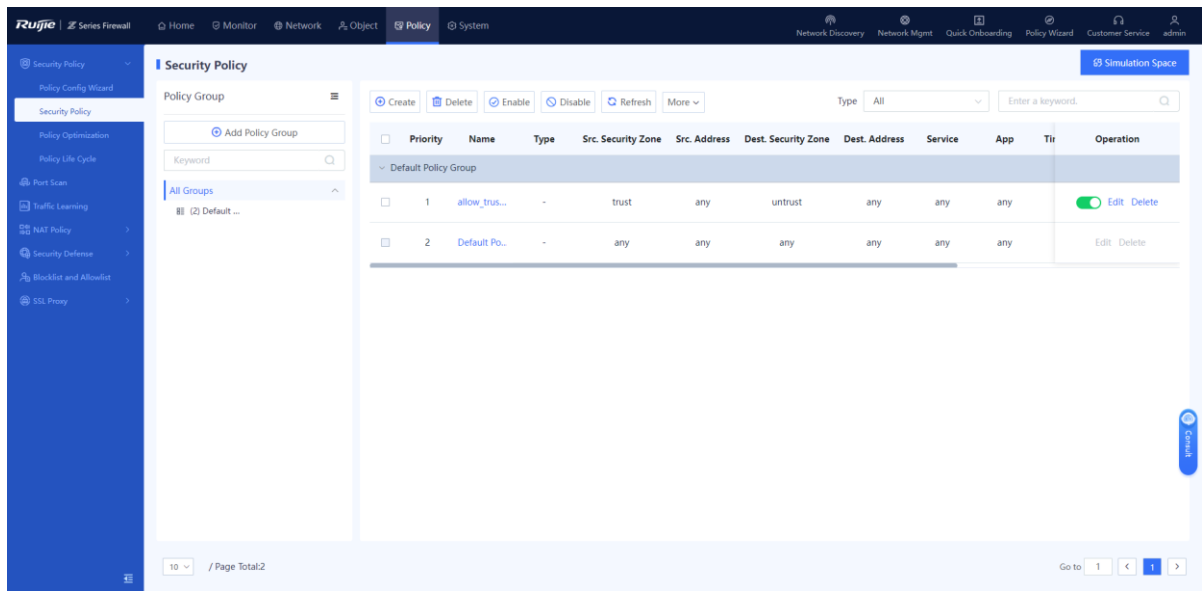 Ruijie | Z Series Firewall
Home Monitor Network Object Policy System
Network Discovery Network Mgmt Quick Onboarding Policy Wizard Customer Service admin
Security Policy
Policy Config Wizard
Security Policy
Policy Optimization
Policy Life Cycle
Port Scan
Traffic Learning
NAT Policy
Security Defense
Blocklist and Allowlist
SSL Proxy
Security Policy
Simulation Space
Policy Group
Add Policy Group
Keyword
All Groups
(2) Default ...
Create Delete Enable Disable Refresh More Type All Enter a keyword.
Priority Name Type Src. Security Zone Src. Address Dest. Security Zone Dest. Address Service App Tir Operation
Default Policy Group
1 allow_trus... - trust any untrust any any any Edit Delete
2 Default Po.. - any any any any any any Edit Delete
Consult
10 / Page Total:2
Go to 1 < 1 >